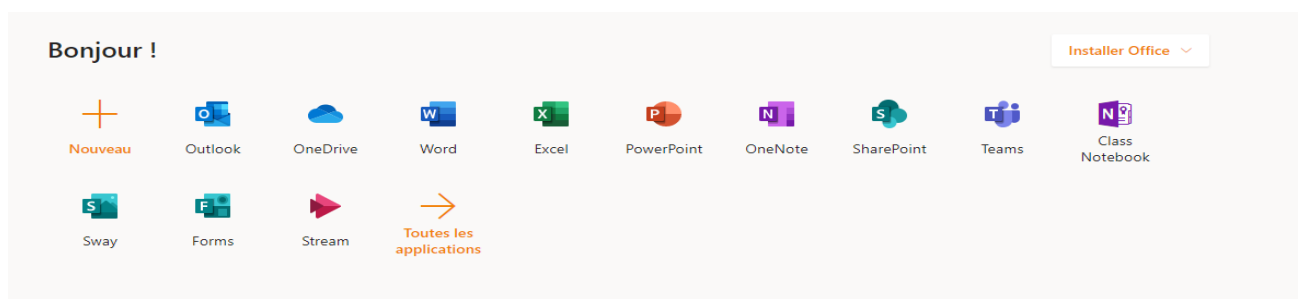 Bonjour !
Installer Office
Nouveau
Outlook
OneDrive
Word
Excel
PowerPoint
OneNote
SharePoint
Teams
Class
Notebook
Sway
Forms
Stream
Toutes les
applications